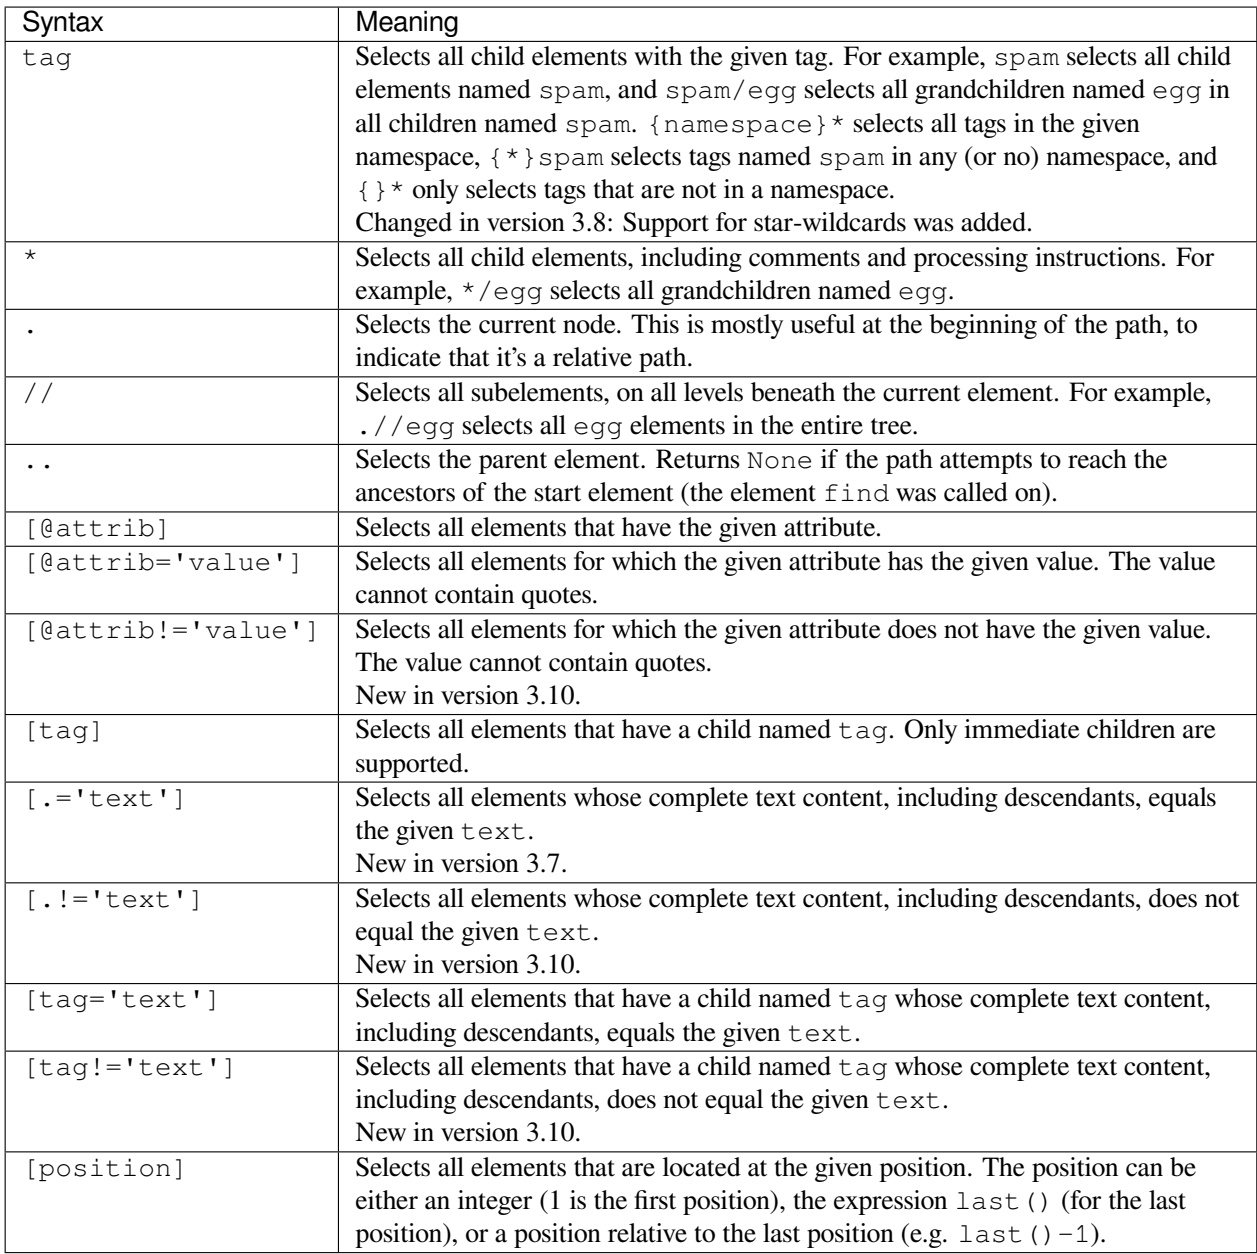 Syntax Meaning
tag Selects all child elements with the given tag. For example, spam selects all child
elements named spam, and spam/egg selects all grandchildren named egg in
all children named spam. {namespace}* selects all tags in the given
namespace, {*}spam selects tags named spam in any (or no) namespace, and
{}* only selects tags that are not in a namespace.
Changed in version 3.8: Support for star-wildcards was added.
* Selects all child elements, including comments and processing instructions. For
example, */egg selects all grandchildren named egg.
. Selects the current node. This is mostly useful at the beginning of the path, to
indicate that it's a relative path.
// Selects all subelements, on all levels beneath the current element. For example,
.//egg selects all egg elements in the entire tree.
.. Selects the parent element. Returns None if the path attempts to reach the
ancestors of the start element (the element find was called on).
[@attrib] Selects all elements that have the given attribute.
[@attrib='value'] Selects all elements for which the given attribute has the given value. The value
cannot contain quotes.
[@attrib!='value'] Selects all elements for which the given attribute does not have the given value.
The value cannot contain quotes.
New in version 3.10.
[tag] Selects all elements that have a child named tag. Only immediate children are
supported.
[.='text'] Selects all elements whose complete text content, including descendants, equals
the given text.
New in version 3.7.
[.!='text'] Selects all elements whose complete text content, including descendants, does not
equal the given text.
New in version 3.10.
[tag='text'] Selects all elements that have a child named tag whose complete text content,
including descendants, equals the given text.
[tag!='text'] Selects all elements that have a child named tag whose complete text content,
including descendants, does not equal the given text.
New in version 3.10.
[position] Selects all elements that are located at the given position. The position can be
either an integer (1 is the first position), the expression last() (for the last
position), or a position relative to the last position (e.g. last()-1).